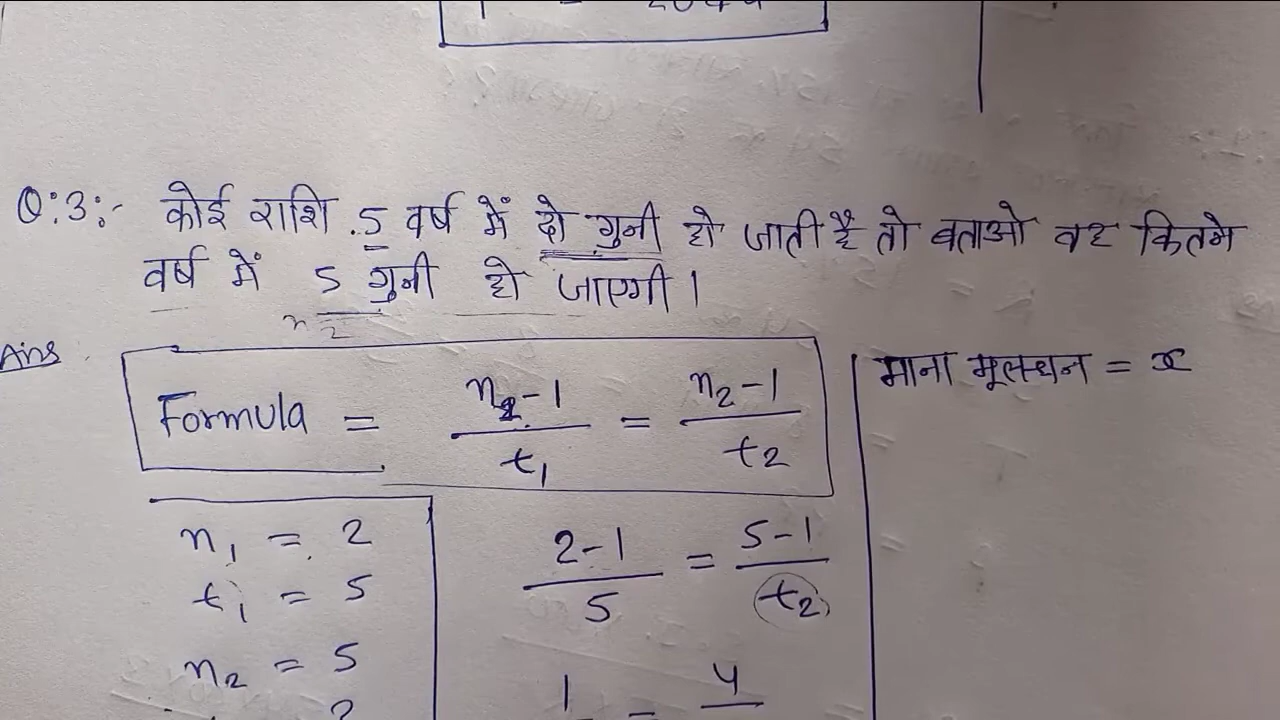 Q:3:- कोई राशि 5 वर्ष में दो गुनी हो जाती है तो बताओ वह कितने
वर्ष में 5 गुनी हो जाएगी।
n 2
Ans
Formula = n₁-1/t₁ = n₂-1/t₂
माना मूलधन = x
n₁ = 2
t₁ = 5
n₂ = 5
2-1/5 = 5-1/t₂
1 = 4